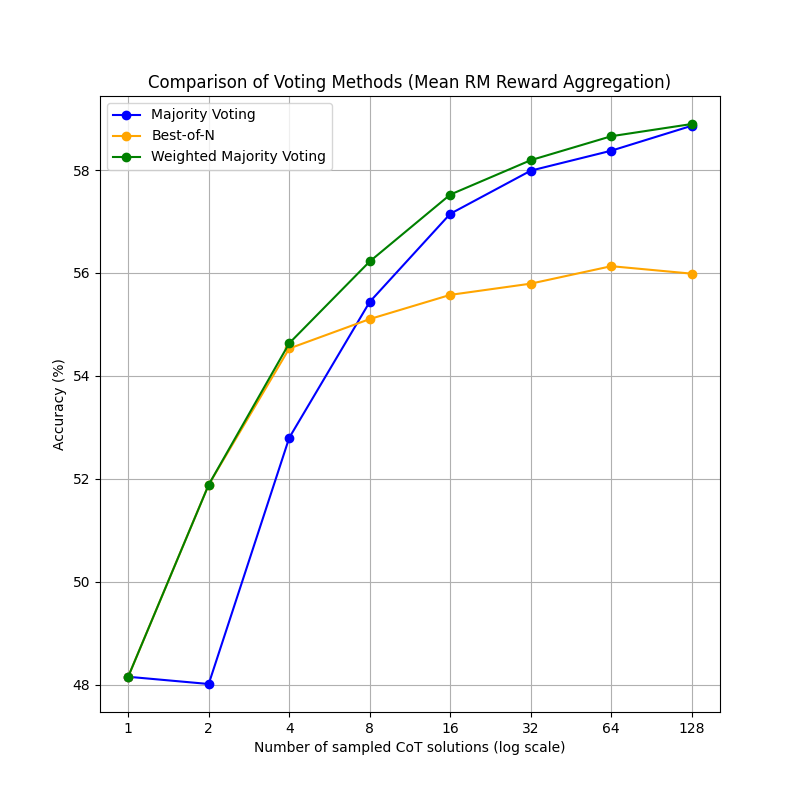 Comparison of Voting Methods (Mean RM Reward Aggregation)
Majority Voting
Best-of-N
Weighted Majority Voting
58
56
54
52
50
48
Accuracy (%)
1 2 4 8 16 32 64 128
Number of sampled CoT solutions (log scale)